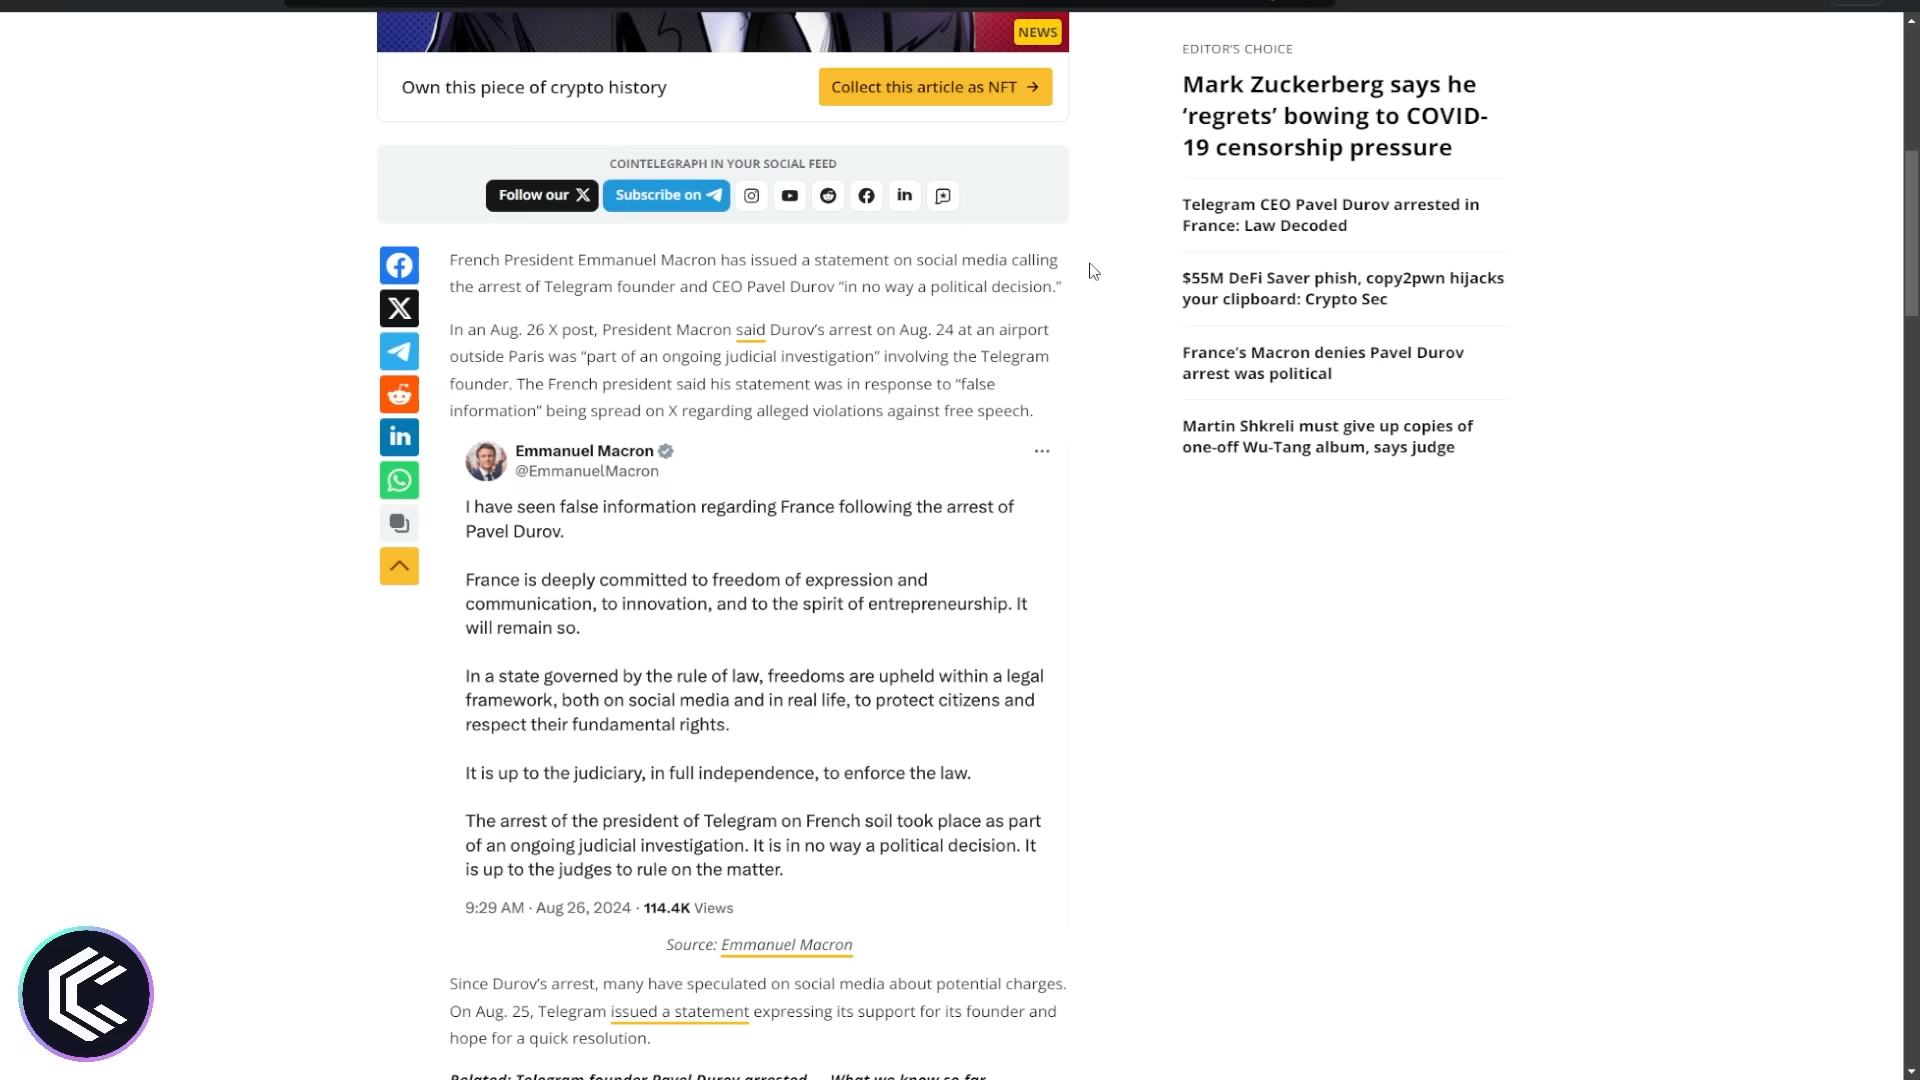 NEWS
Own this piece of crypto history
Collect this article as NFT →
COINTELEGRAPH IN YOUR SOCIAL FEED
Follow our X
Subscribe on
French President Emmanuel Macron has issued a statement on social media calling
the arrest of Telegram founder and CEO Pavel Durov “in no way a political decision.”
In an Aug. 26 X post, President Macron said Durov’s arrest on Aug. 24 at an airport
outside Paris was “part of an ongoing judicial investigation” involving the Telegram
founder. The French president said his statement was in response to “false
information” being spread on X regarding alleged violations against free speech.
Emmanuel Macron
@EmmanuelMacron
I have seen false information regarding France following the arrest of
Pavel Durov.
France is deeply committed to freedom of expression and
communication, to innovation, and to the spirit of entrepreneurship. It
will remain so.
In a state governed by the rule of law, freedoms are upheld within a legal
framework, both on social media and in real life, to protect citizens and
respect their fundamental rights.
It is up to the judiciary, in full independence, to enforce the law.
The arrest of the president of Telegram on French soil took place as part
of an ongoing judicial investigation. It is in no way a political decision. It
is up to the judges to rule on the matter.
9:29 AM · Aug 26, 2024 · 114.4K Views
Source: Emmanuel Macron
Since Durov’s arrest, many have speculated on social media about potential charges.
On Aug. 25, Telegram issued a statement expressing its support for its founder and
hope for a quick resolution.
Related: Telegram founder Pavel Durov arrested — What we know so far
EDITOR’S CHOICE
Mark Zuckerberg says he
‘regrets’ bowing to COVID-
19 censorship pressure
Telegram CEO Pavel Durov arrested in
France: Law Decoded
$55M DeFi Saver phish, copy2pwn hijacks
your clipboard: Crypto Sec
France’s Macron denies Pavel Durov
arrest was political
Martin Shkreli must give up copies of
one-off Wu-Tang album, says judge